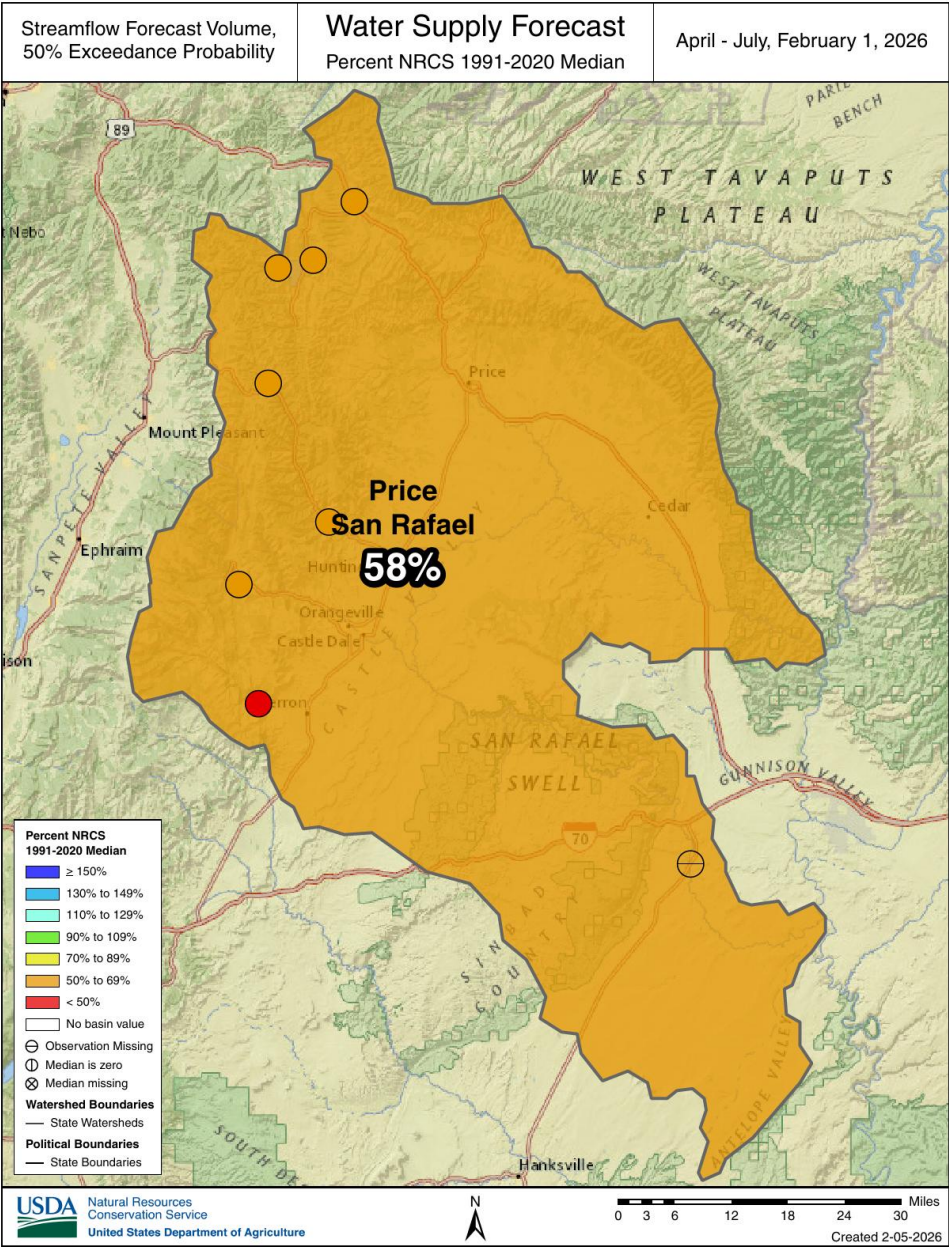 Streamflow Forecast Volume,
50% Exceedance Probability
Water Supply Forecast
Percent NRCS 1991-2020 Median
April - July, February 1, 2026
89
PARIE
BENCH
WEST TAVAPUTS
PLATEAU
t Nebo
WEST TAVAPUTS
PLATEAU
Price
Mount Pleasant
SANPETE VALLEY
Price
San Rafael
58%
Cedar
Ephraim
Hunting
Orangeville
Castle Dale
CASTLE VALLEY
ison
erron
SAN RAFAEL
SWELL
GUNNISON VALLEY
70
SINBAD
COUNTRY
ANTELOPE VALLEY
SOUTH DE
Hanksville
Percent NRCS
1991-2020 Median
≥ 150%
130% to 149%
110% to 129%
90% to 109%
70% to 89%
50% to 69%
< 50%
No basin value
Observation Missing
Median is zero
Median missing
Watershed Boundaries
State Watersheds
Political Boundaries
State Boundaries
USDA
Natural Resources
Conservation Service
United States Department of Agriculture
N
Miles
0 3 6 12 18 24 30
Created 2-05-2026